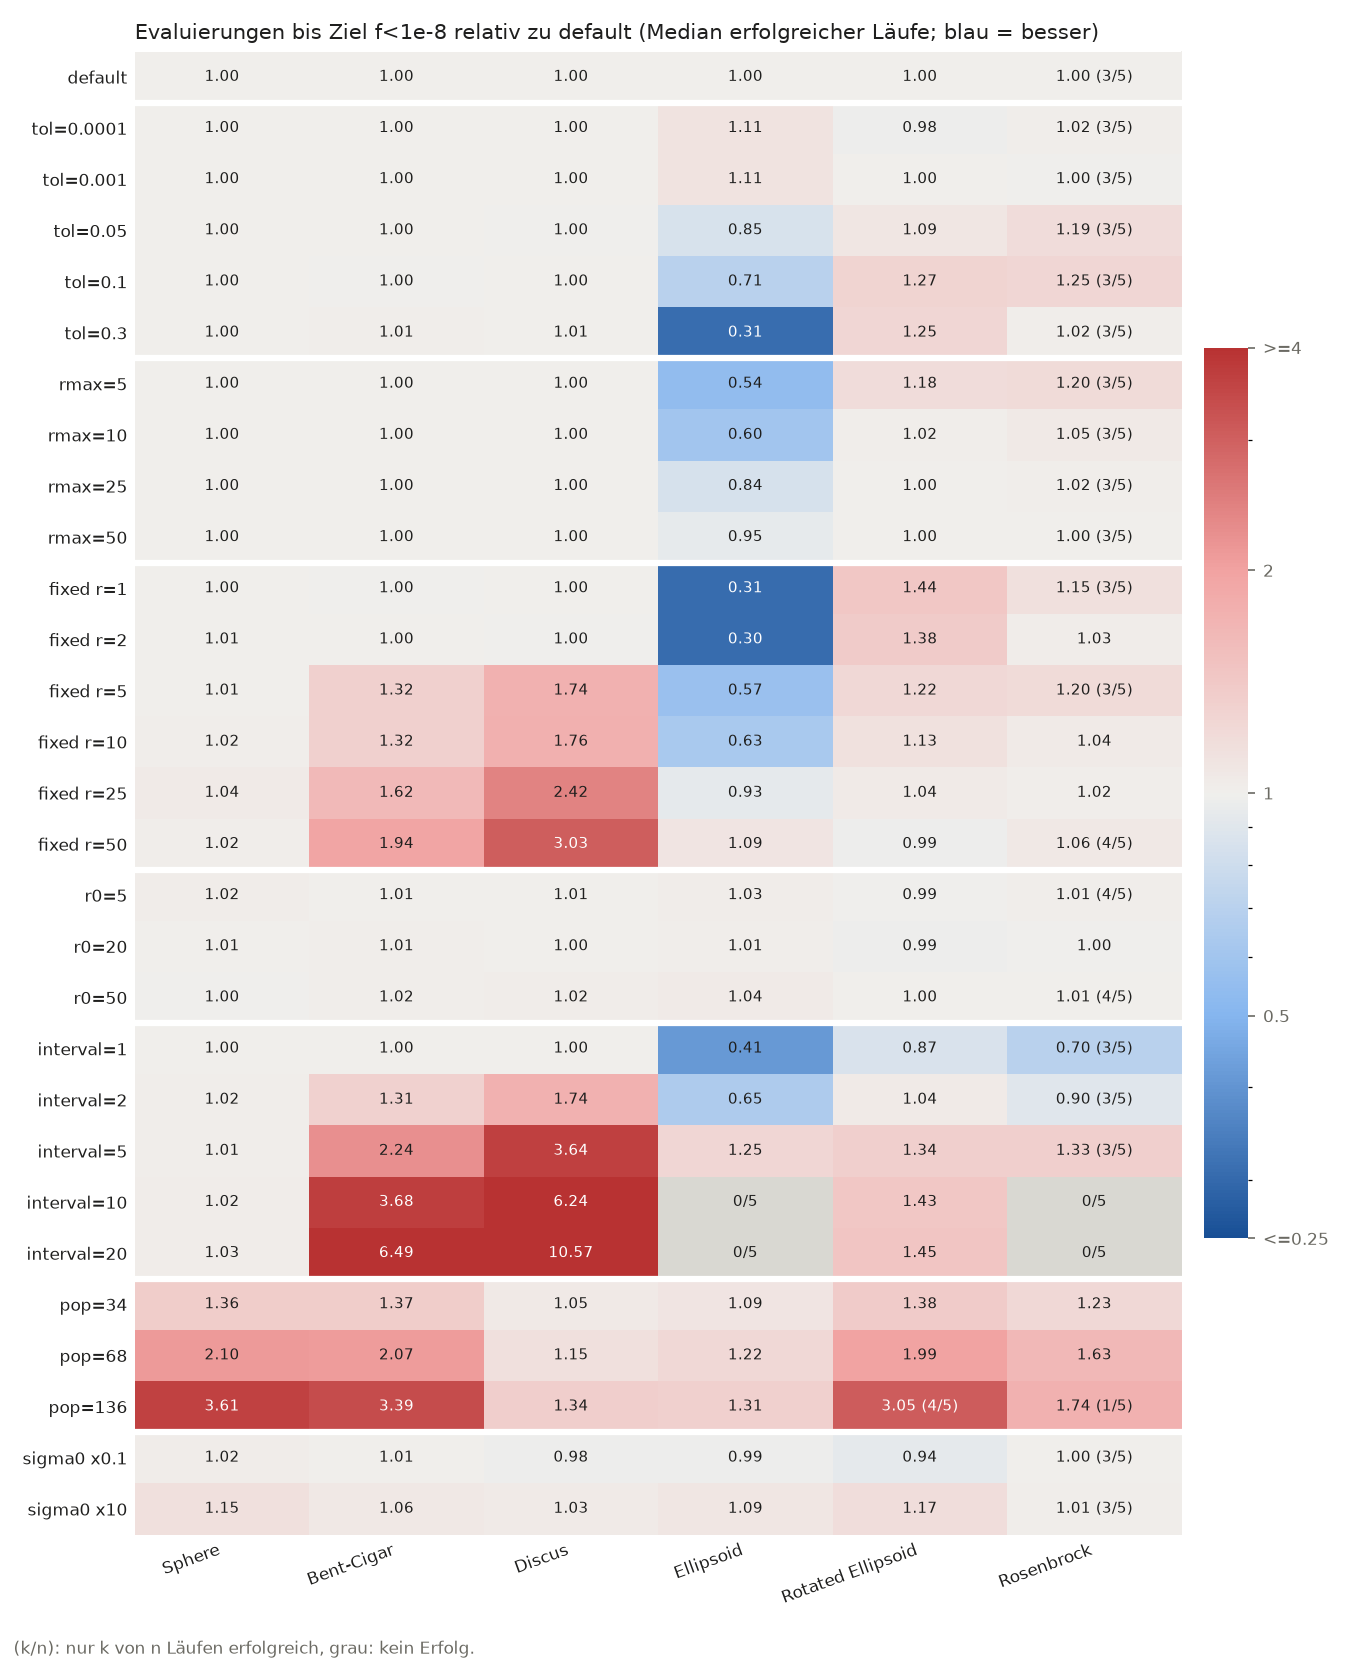 Evaluierungen bis Ziel f<1e-8 relativ zu default (Median erfolgreicher Läufe; blau = besser)
default 1.00 1.00 1.00 1.00 1.00 1.00 (3/5)
tol=0.0001 1.00 1.00 1.00 1.11 0.98 1.02 (3/5)
tol=0.001 1.00 1.00 1.00 1.11 1.00 1.00 (3/5)
tol=0.05 1.00 1.00 1.00 0.85 1.09 1.19 (3/5)
tol=0.1 1.00 1.00 1.00 0.71 1.27 1.25 (3/5)
tol=0.3 1.00 1.01 1.01 0.31 1.25 1.02 (3/5)
rmax=5 1.00 1.00 1.00 0.54 1.18 1.20 (3/5)
rmax=10 1.00 1.00 1.00 0.60 1.02 1.05 (3/5)
rmax=25 1.00 1.00 1.00 0.84 1.00 1.02 (3/5)
rmax=50 1.00 1.00 1.00 0.95 1.00 1.00 (3/5)
fixed r=1 1.00 1.00 1.00 0.31 1.44 1.15 (3/5)
fixed r=2 1.01 1.00 1.00 0.30 1.38 1.03
fixed r=5 1.01 1.32 1.74 0.57 1.22 1.20 (3/5)
fixed r=10 1.02 1.32 1.76 0.63 1.13 1.04
fixed r=25 1.04 1.62 2.42 0.93 1.04 1.02
fixed r=50 1.02 1.94 3.03 1.09 0.99 1.06 (4/5)
r0=5 1.02 1.01 1.01 1.03 0.99 1.01 (4/5)
r0=20 1.01 1.01 1.00 1.01 0.99 1.00
r0=50 1.00 1.02 1.02 1.04 1.00 1.01 (4/5)
interval=1 1.00 1.00 1.00 0.41 0.87 0.70 (3/5)
interval=2 1.02 1.31 1.74 0.65 1.04 0.90 (3/5)
interval=5 1.01 2.24 3.64 1.25 1.34 1.33 (3/5)
interval=10 1.02 3.68 6.24 0/5 1.43 0/5
interval=20 1.03 6.49 10.57 0/5 1.45 0/5
pop=34 1.36 1.37 1.05 1.09 1.38 1.23
pop=68 2.10 2.07 1.15 1.22 1.99 1.63
pop=136 3.61 3.39 1.34 1.31 3.05 (4/5) 1.74 (1/5)
sigma0 x0.1 1.02 1.01 0.98 0.99 0.94 1.00 (3/5)
sigma0 x10 1.15 1.06 1.03 1.09 1.17 1.01 (3/5)
Sphere Bent-Cigar Discus Ellipsoid Rotated Ellipsoid Rosenbrock
>=4
2
1
0.5
<=0.25
(k/n): nur k von n Läufen erfolgreich, grau: kein Erfolg.